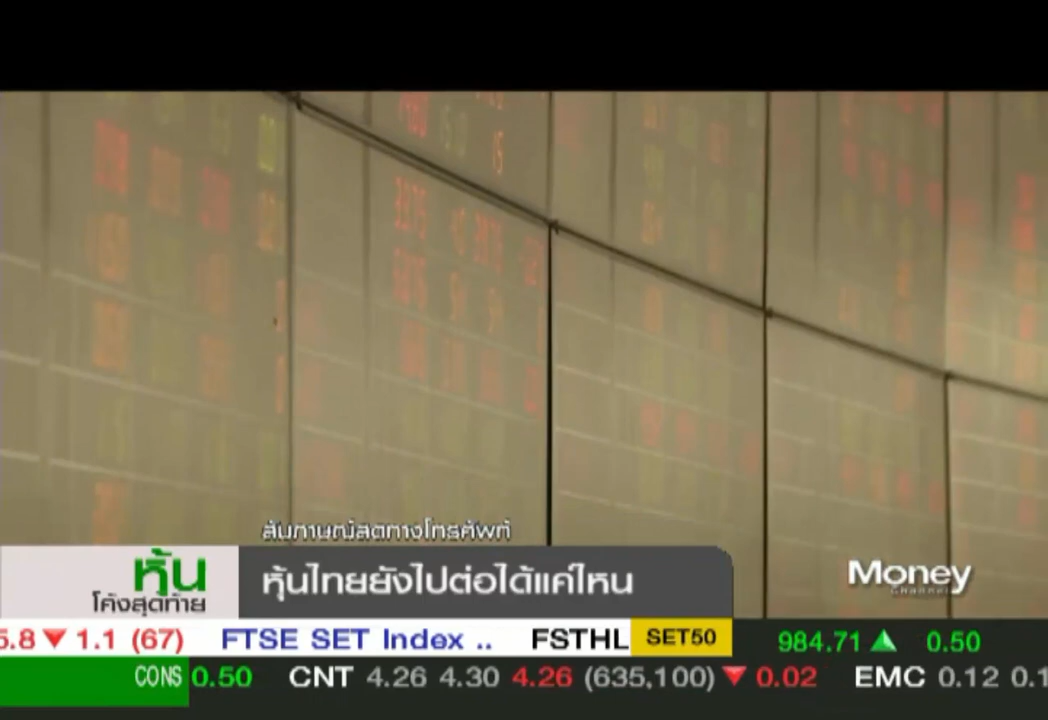 สัมภาษณ์สดทางโทรศัพท์
หุ้น
โค้งสุดท้าย
หุ้นไทยยังไปต่อได้แค่ไหน
Money
Channel
5.8 ▼ 1.1 (67) FTSE SET Index .. FSTHL SET50 984.71 ▲ 0.50
CONS 0.50 CNT 4.26 4.30 4.26 (635,100) ▼ 0.02 EMC 0.12 0.1